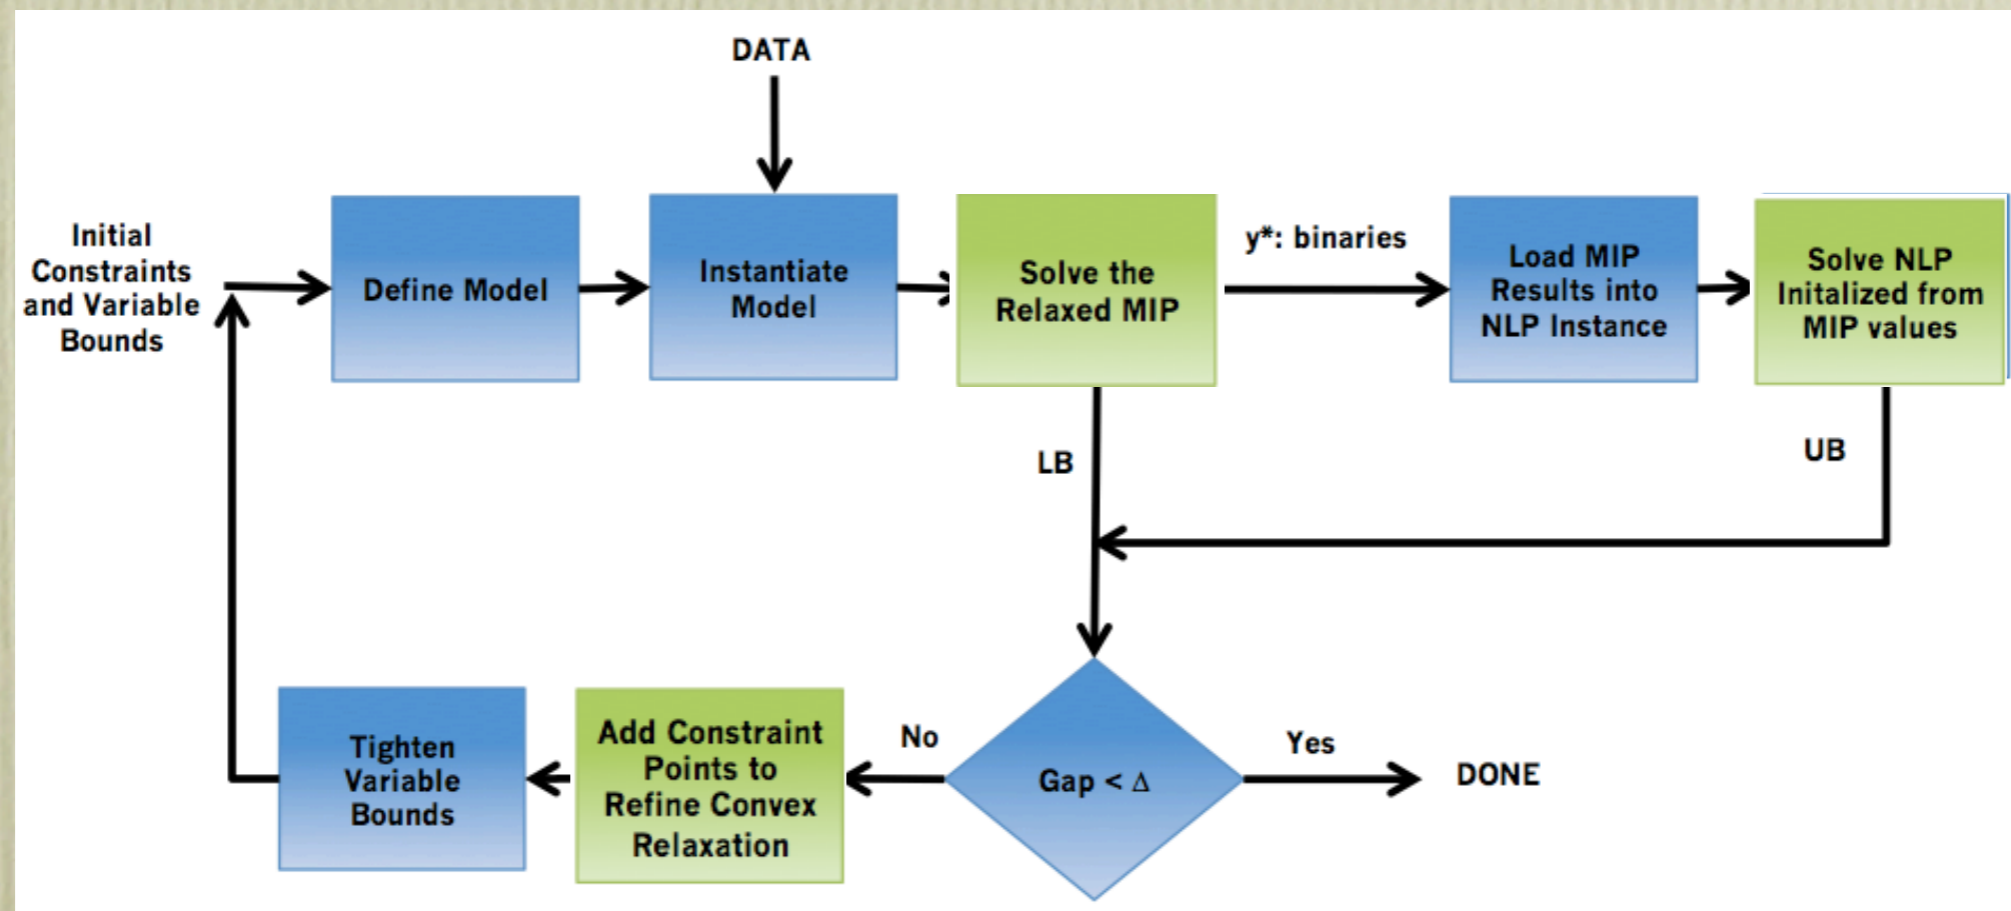 DATA
Initial
Constraints
and Variable
Bounds
Define Model
Instantiate
Model
Solve the
Relaxed MIP
y*: binaries
Load MIP
Results into
NLP Instance
Solve NLP
Initalized from
MIP values
LB
UB
Tighten
Variable
Bounds
Add Constraint
Points to
Refine Convex
Relaxation
No
Gap < Δ
Yes
DONE